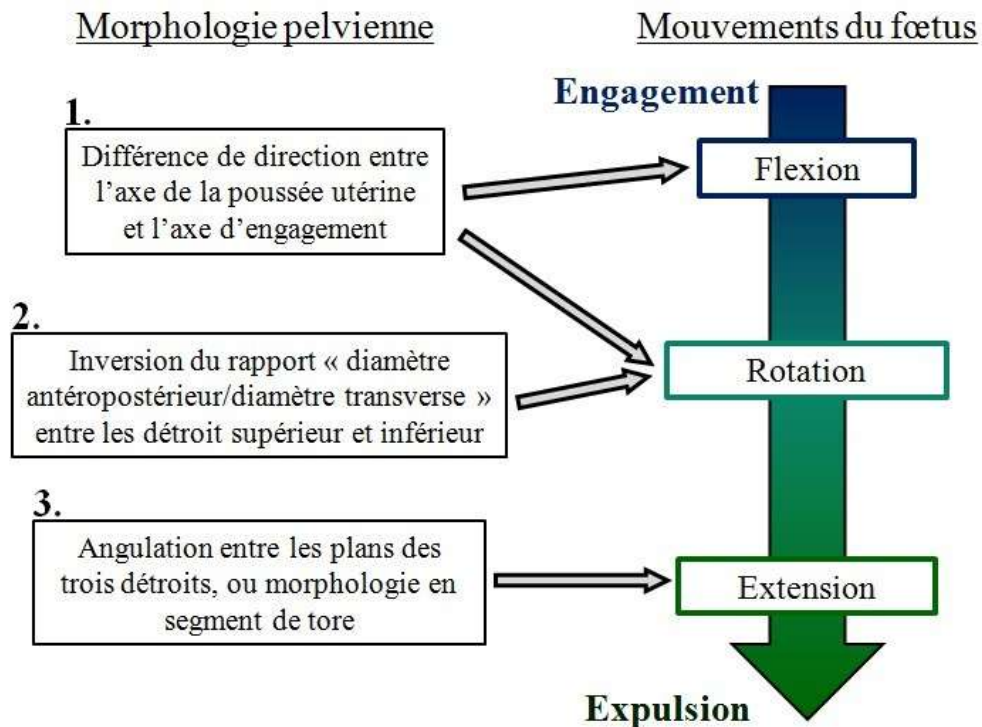 Morphologie pelvienne
Mouvements du fœtus
Engagement
1.
Différence de direction entre
l’axe de la poussée utérine
et l’axe d’engagement
Flexion
2.
Inversion du rapport « diamètre
antéropostérieur/diamètre transverse »
entre les détroit supérieur et inférieur
Rotation
3.
Angulation entre les plans des
trois détroits, ou morphologie en
segment de tore
Extension
Expulsion